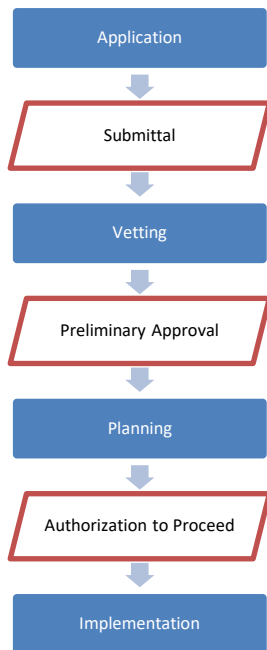 Application
Submittal
Vetting
Preliminary Approval
Planning
Authorization to Proceed
Implementation